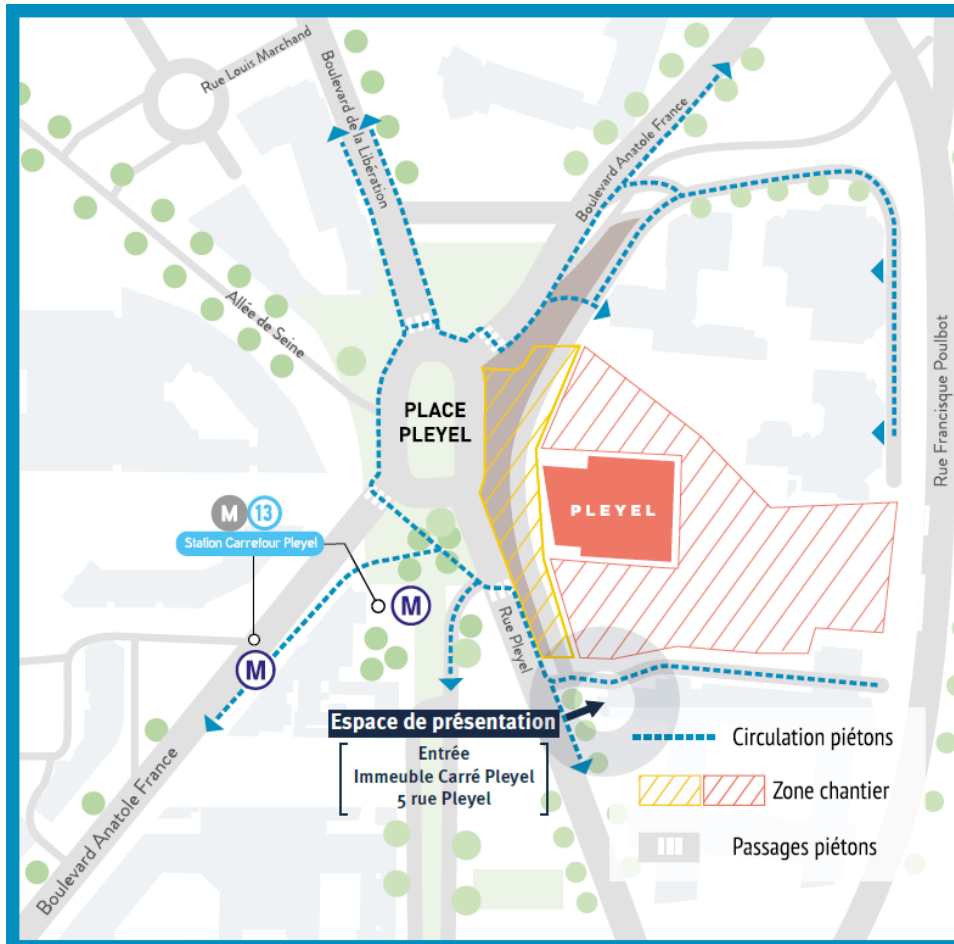 Rue Louis Marchand
Boulevard de la Libération
Boulevard Anatole France
Allée de Seine
Rue Francisque Poulbot
PLACE
PLEYEL
PLEYEL
M 13
Station Carretour Pleyel
M
M
Rue Pleyel
Boulevard Anatole France
Espace de présentation
Entrée
Immeuble Carré Pleyel
5 rue Pleyel
Circulation piétons
Zone chantier
Passages piétons